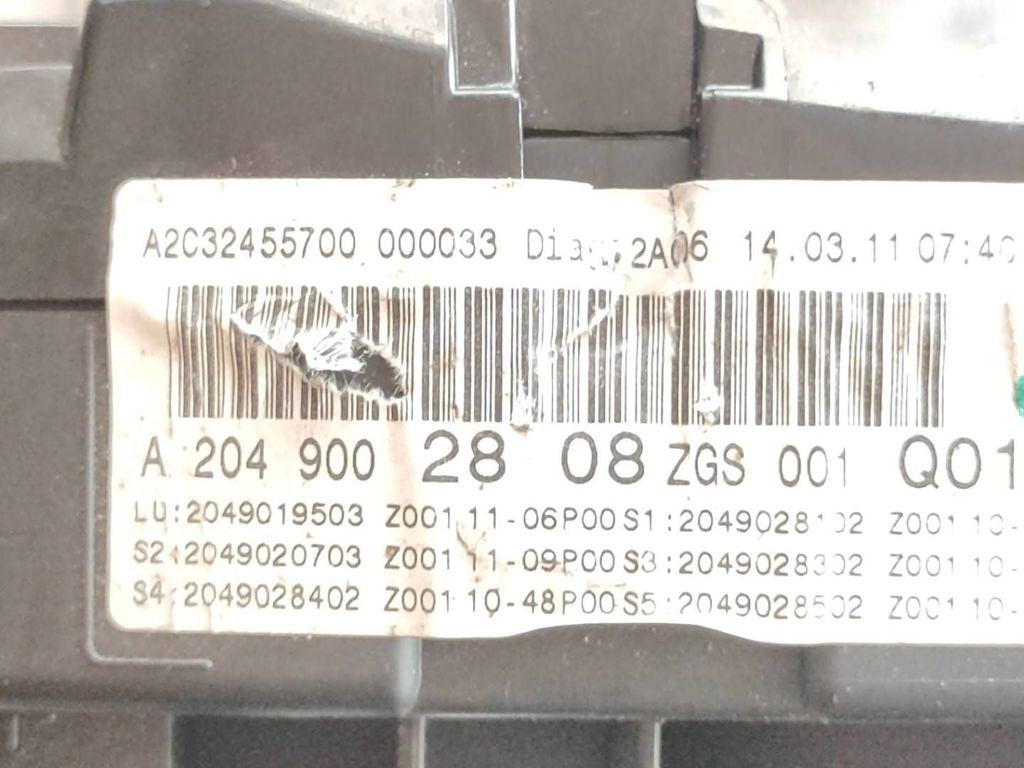 A2C32455700 000033 2A06 14.03.11 07:40
A 204 900 28 08 ZGS 001 Q01
LU:2049019503 Z001 11-06P00 S1:2049028102 Z001 10-
S2:2049020703 Z001 11-09P00 S3:2049028302 Z001 10-
S4:2049028402 Z001 10-48P00 S5:2049028502 Z001 10-